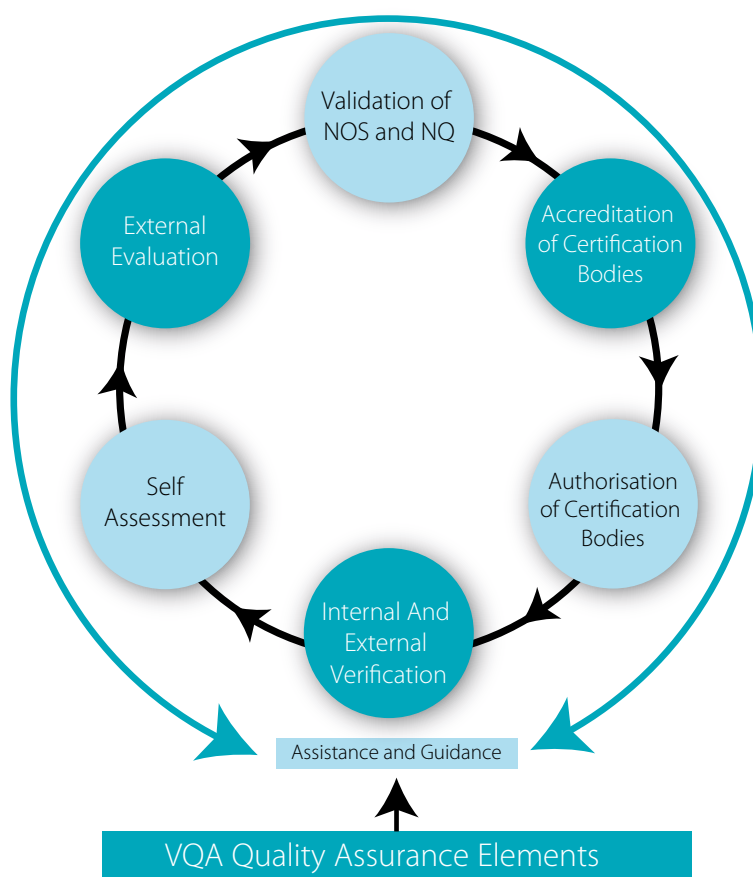 Validation of
NOS and NQ
Accreditation
of Certification
Bodies
Authorisation
of Certification
Bodies
Internal And
External
Verification
Self
Assessment
External
Evaluation
Assistance and Guidance
VQA Quality Assurance Elements